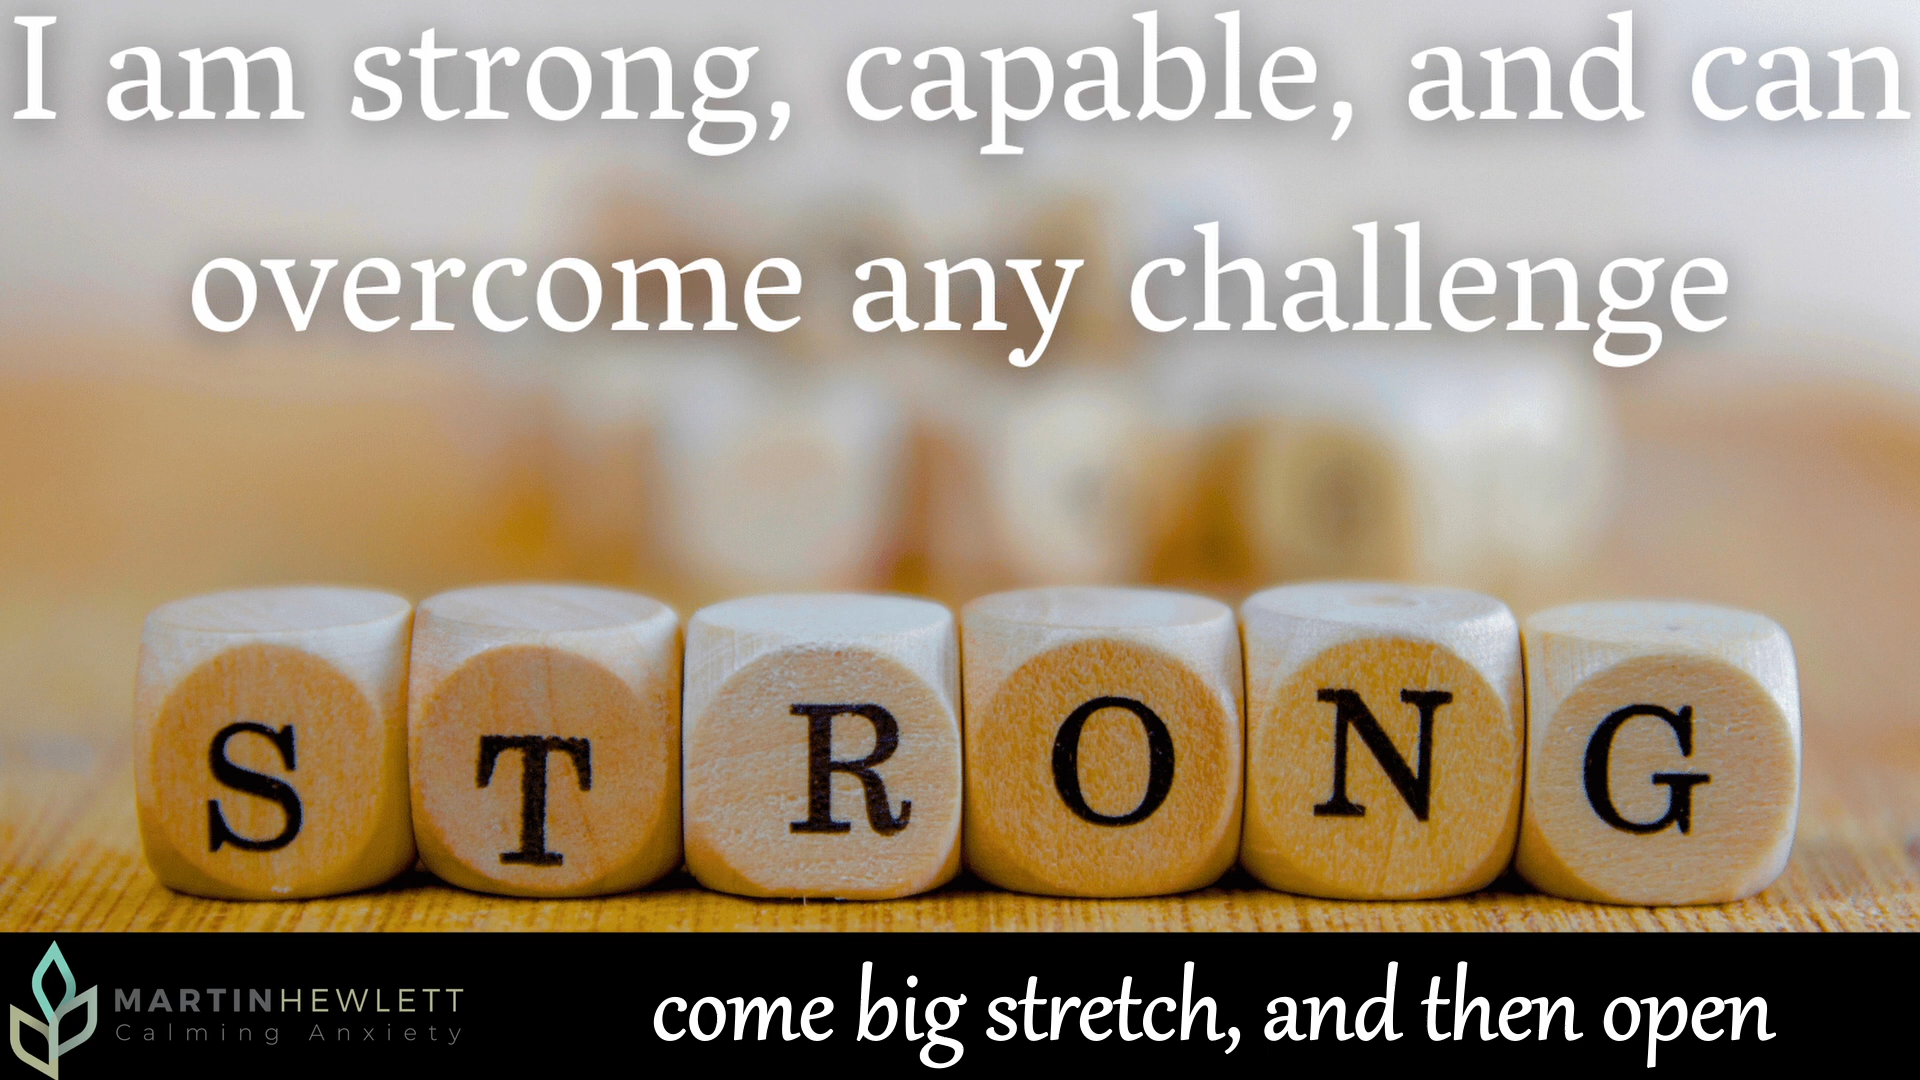 I am strong, capable, and can
overcome any challenge
STRONG
MARTINHEWLETT
Calming Anxiety
come big stretch, and then open